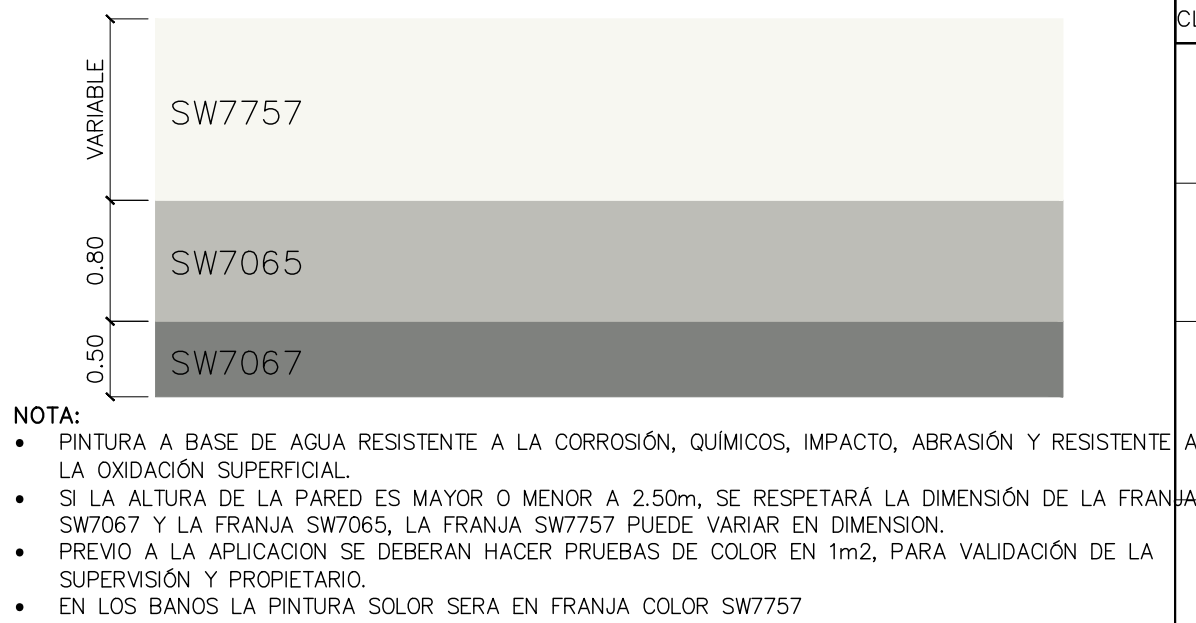 CL
VARIABLE
SW7757
0.80
SW7065
0.50
SW7067
NOTA:
• PINTURA A BASE DE AGUA RESISTENTE A LA CORROSIÓN, QUÍMICOS, IMPACTO, ABRASIÓN Y RESISTENTE A
LA OXIDACIÓN SUPERFICIAL.
• SI LA ALTURA DE LA PARED ES MAYOR O MENOR A 2.50m, SE RESPETARÁ LA DIMENSIÓN DE LA FRANJA
SW7067 Y LA FRANJA SW7065, LA FRANJA SW7757 PUEDE VARIAR EN DIMENSION.
• PREVIO A LA APLICACION SE DEBERAN HACER PRUEBAS DE COLOR EN 1m2, PARA VALIDACIÓN DE LA
SUPERVISIÓN Y PROPIETARIO.
• EN LOS BANOS LA PINTURA SOLOR SERA EN FRANJA COLOR SW7757